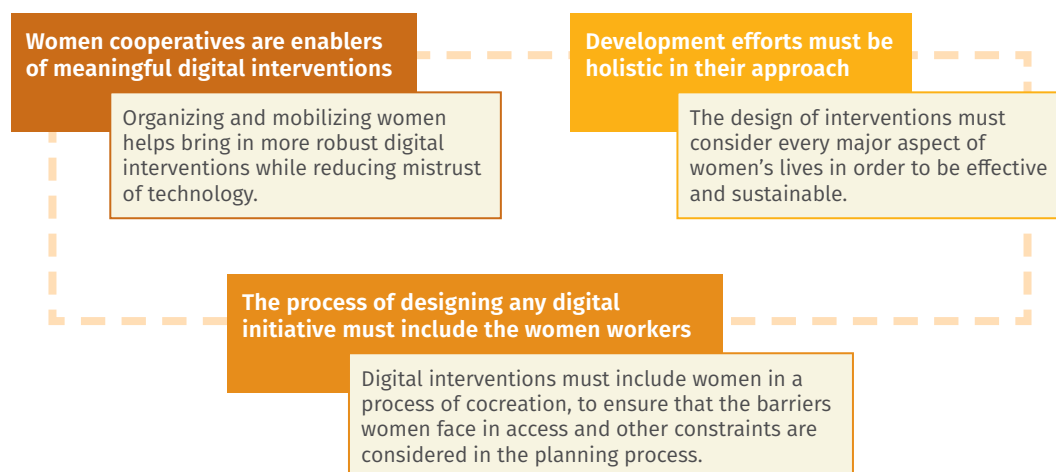 Women cooperatives are enablers
of meaningful digital interventions
Organizing and mobilizing women
helps bring in more robust digital
interventions while reducing mistrust
of technology.
Development efforts must be
holistic in their approach
The design of interventions must
consider every major aspect of
women’s lives in order to be effective
and sustainable.
The process of designing any digital
initiative must include the women workers
Digital interventions must include women in a
process of cocreation, to ensure that the barriers
women face in access and other constraints are
considered in the planning process.